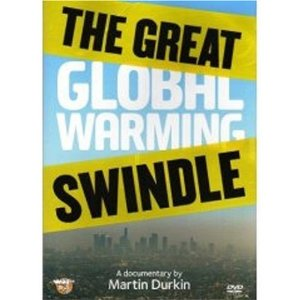 THE GREAT
GLOBAL
WARMING
SWINDLE
A documentary by
Martin Durkin
DVD